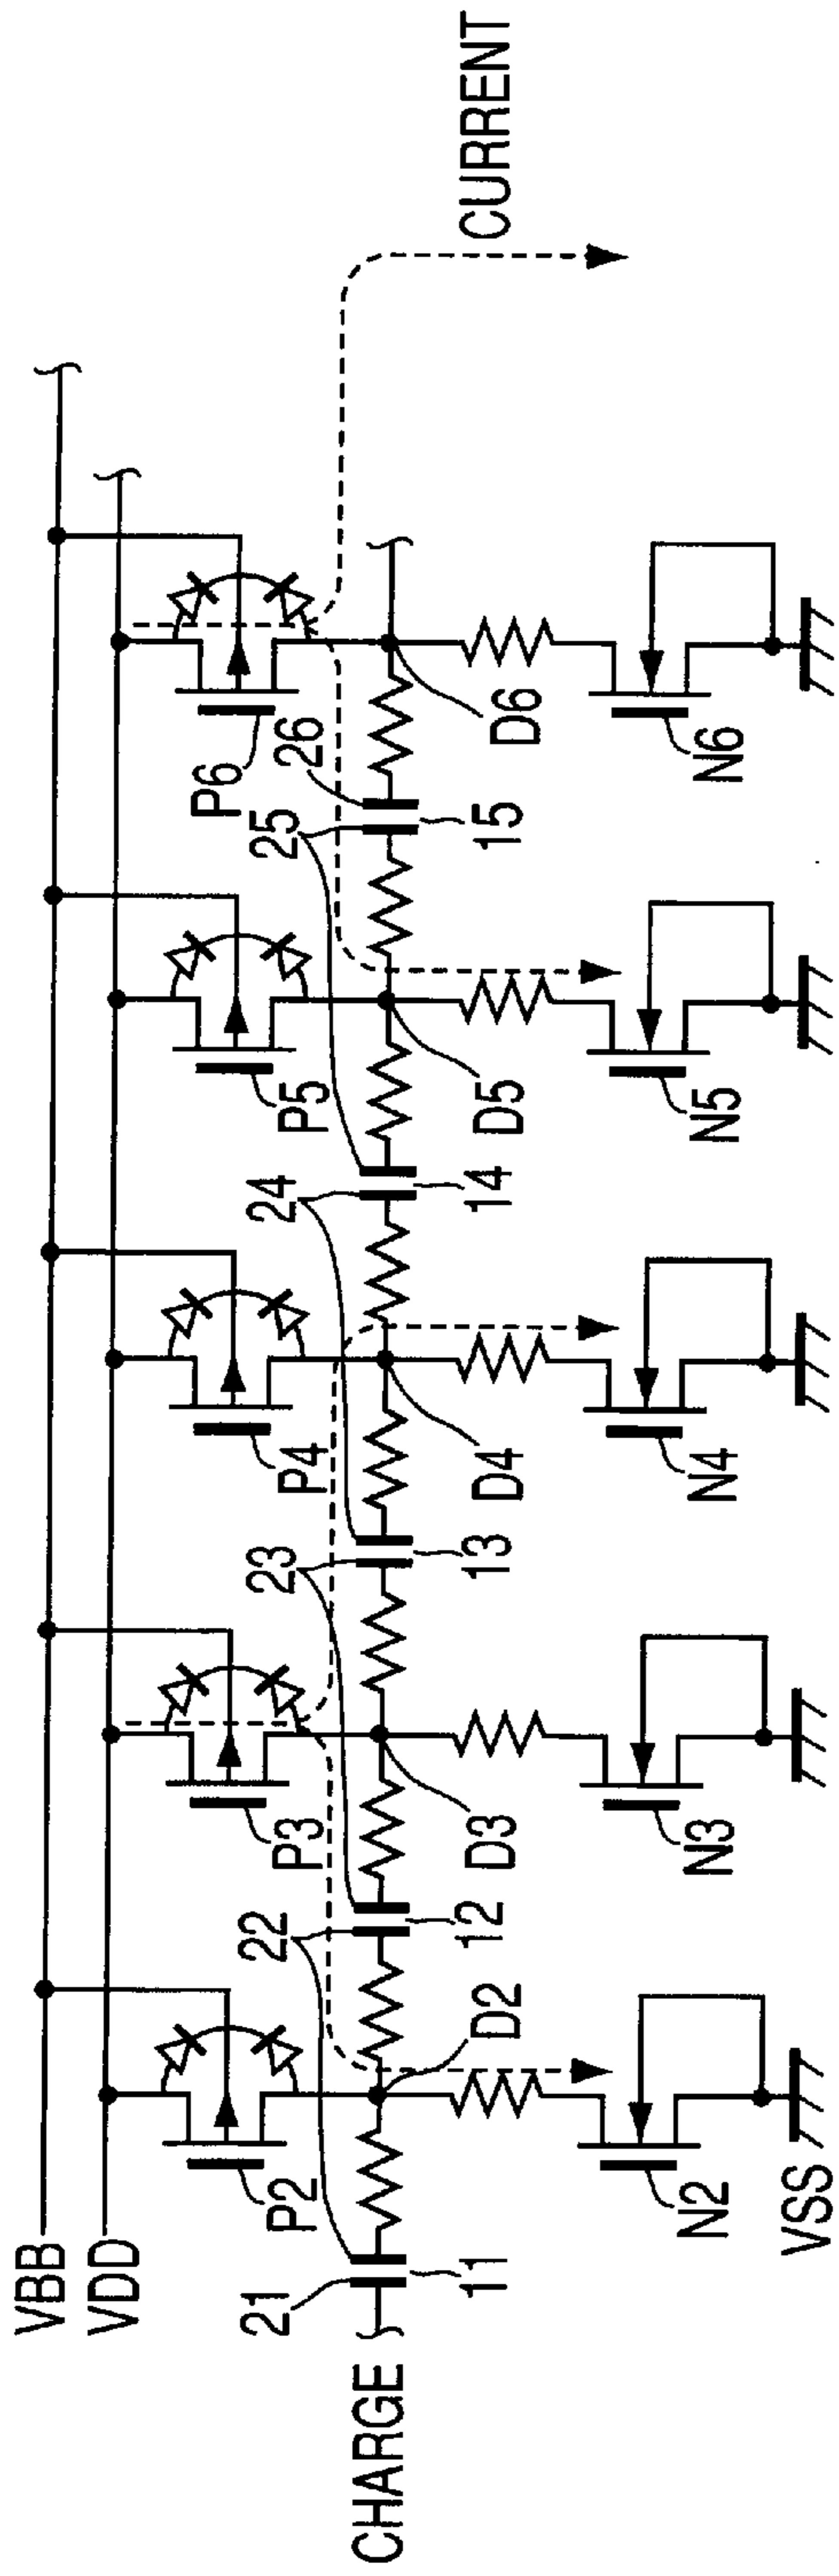 VBB
VDD
P2
P3
P4
P5
P6
CURRENT
21
22
23
24
25
26
CHARGE
11
12
13
14
15
D2
D3
D4
D5
D6
N2
N3
N4
N5
N6
VSS